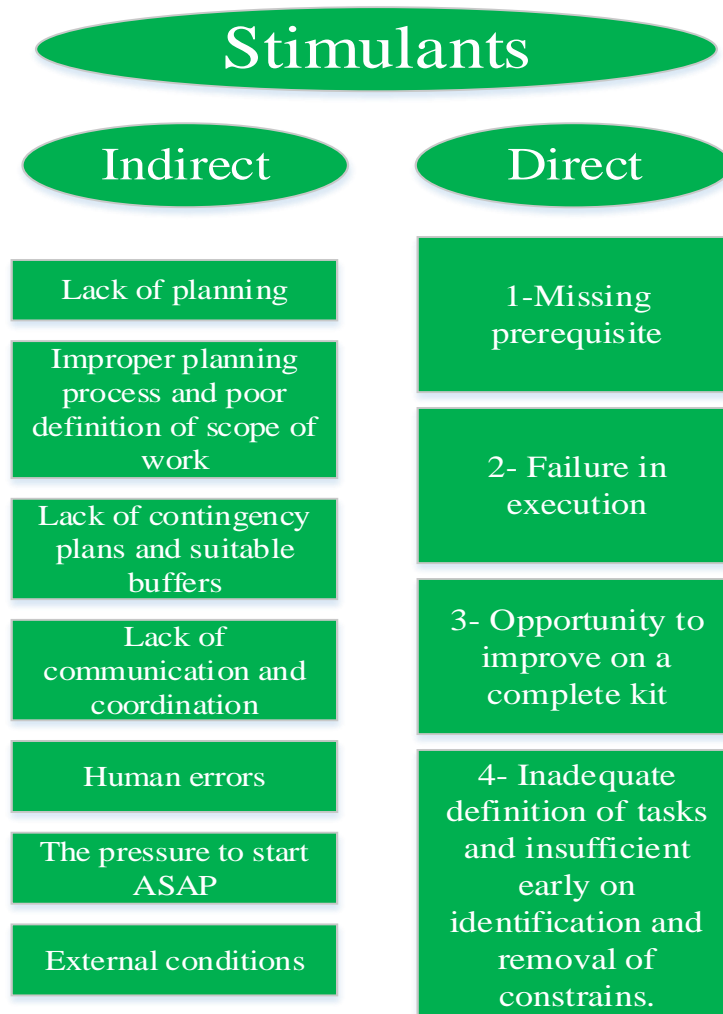 Stimulants
Indirect
Lack of planning
Improper planning
process and poor
definition of scope of
work
Lack of contingency
plans and suitable
buffers
Lack of
communication and
coordination
Human errors
The pressure to start
ASAP
External conditions
Direct
1-Missing
prerequisite
2- Failure in
execution
3- Opportunity to
improve on a
complete kit
4- Inadequate
definition of tasks
and insufficient
early on
identification and
removal of
constrains.